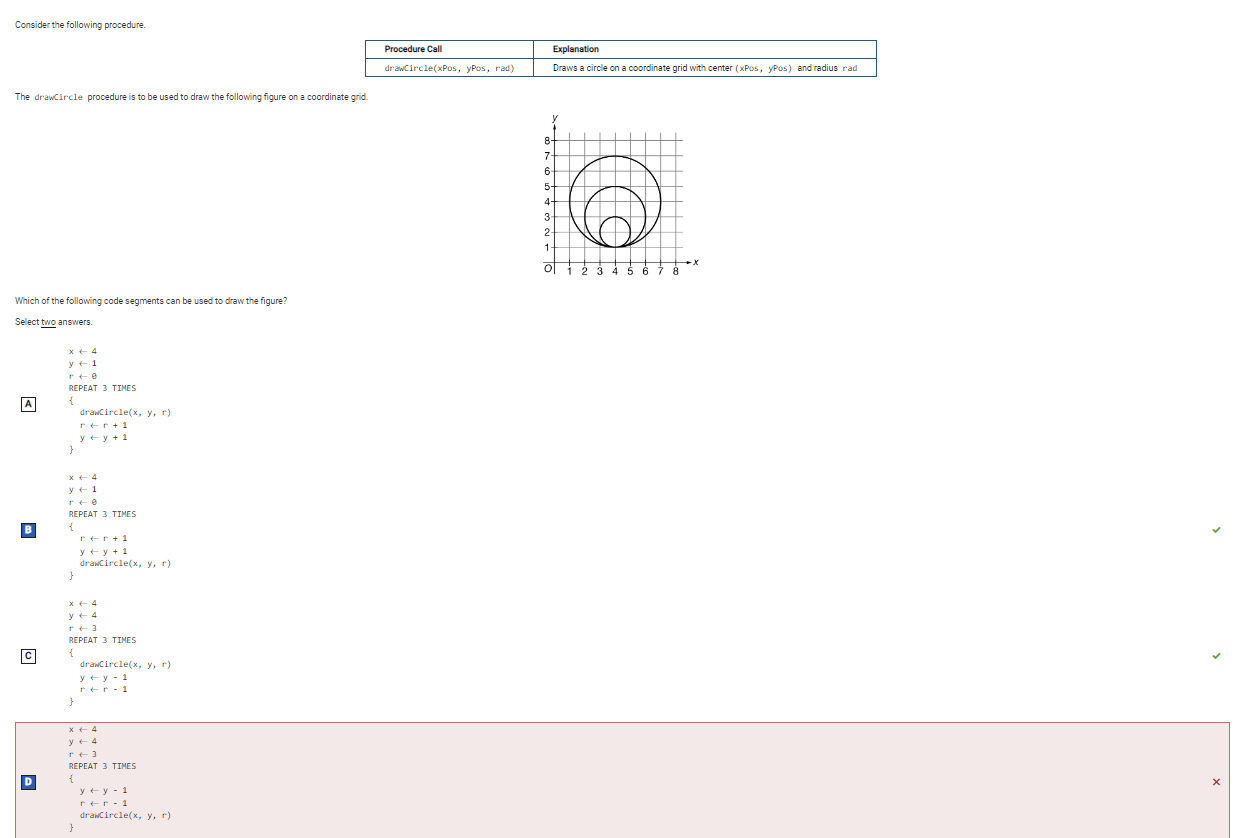 Consider the following procedure.
Procedure Call Explanation
drawCircle(xPos, yPos, rad) Draws a circle on a coordinate grid with center (xPos, yPos) and radius rad
The drawCircle procedure is to be used to draw the following figure on a coordinate grid.
y
8
7
6
5
4
3
2
1
O 1 2 3 4 5 6 7 8 x
Which of the following code segments can be used to draw the figure?
Select two answers.
A
x ← 4
y ← 1
r ← 0
REPEAT 3 TIMES
{
drawCircle(x, y, r)
r ← r + 1
y ← y + 1
}
B
x ← 4
y ← 1
r ← 0
REPEAT 3 TIMES
{
r ← r + 1
y ← y + 1
drawCircle(x, y, r)
}
C
x ← 4
y ← 4
r ← 3
REPEAT 3 TIMES
{
drawCircle(x, y, r)
y ← y - 1
r ← r - 1
}
D
x ← 4
y ← 4
r ← 3
REPEAT 3 TIMES
{
y ← y - 1
r ← r - 1
drawCircle(x, y, r)
}